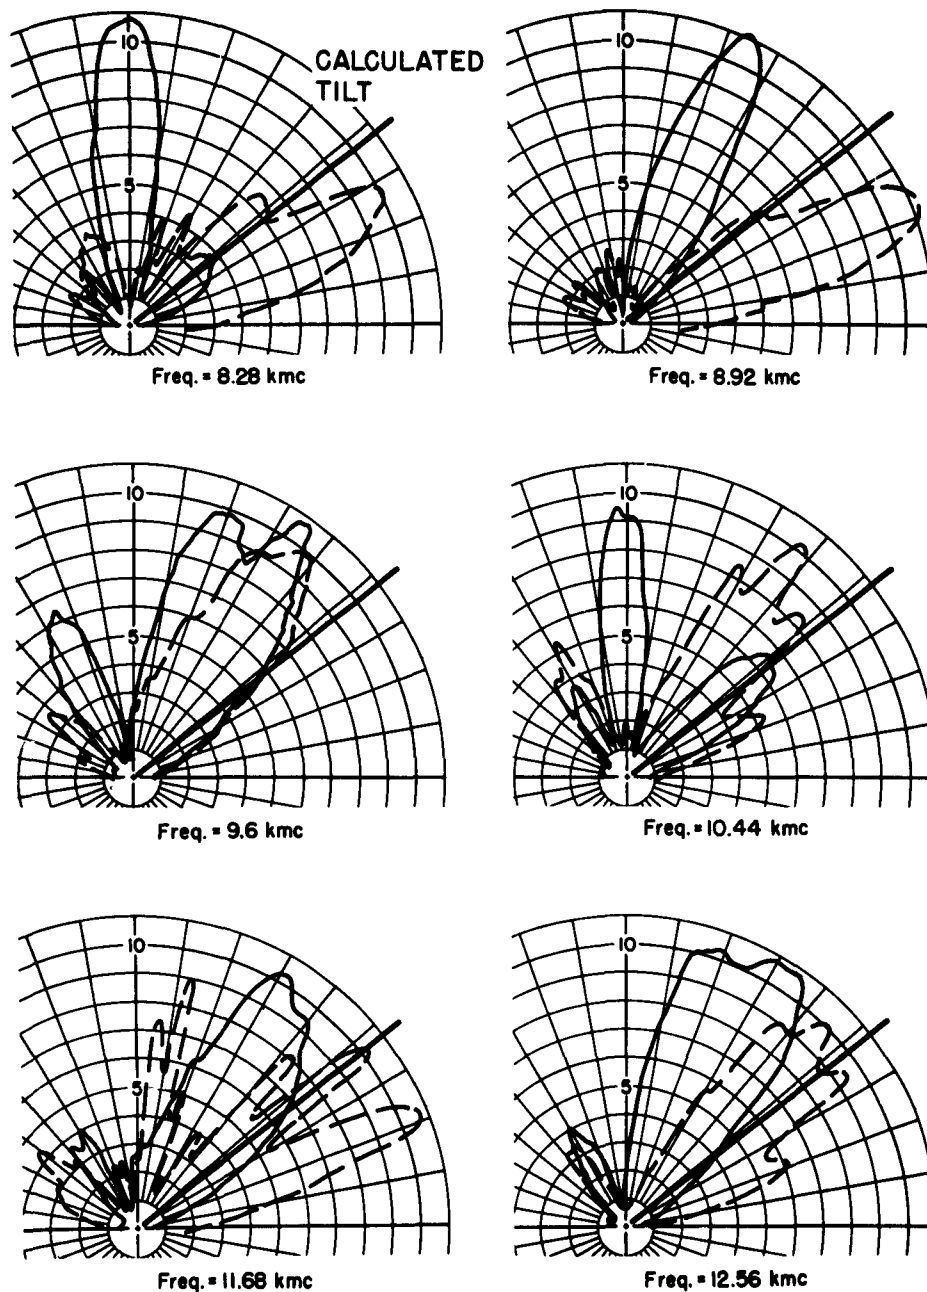 10
CALCULATED
TILT
5
Freq. = 8.28 kmc
10
5
Freq. = 8.92 kmc
10
5
Freq. = 9.6 kmc
10
5
Freq. = 10.44 kmc
10
5
Freq. = 11.68 kmc
10
5
Freq. = 12.56 kmc